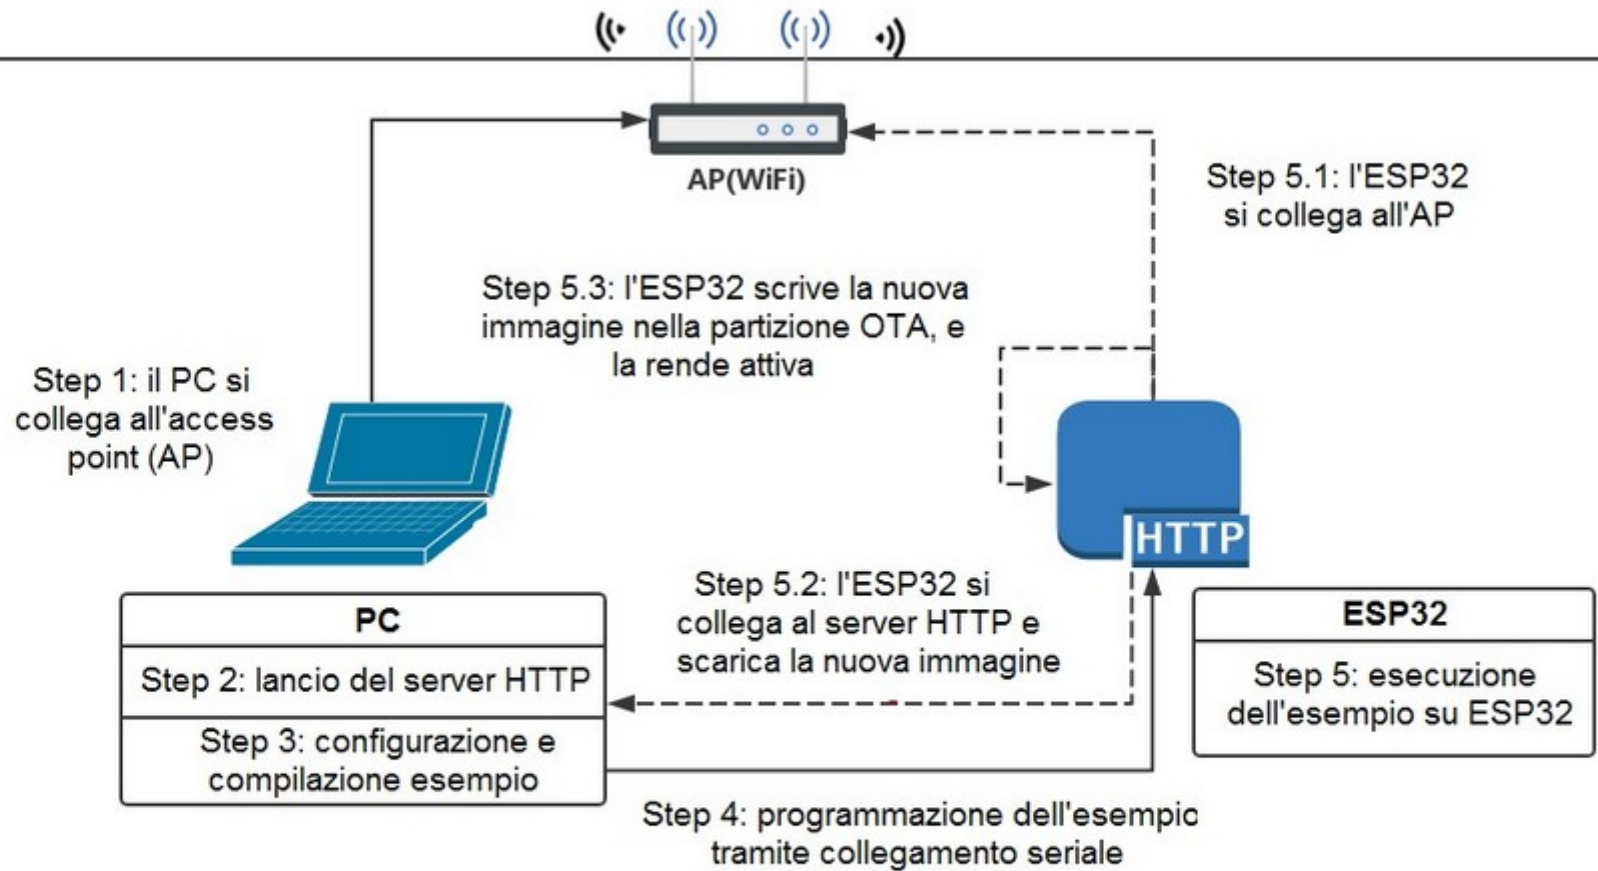 AP(WiFi)
Step 5.1: l'ESP32
si collega all'AP
Step 5.3: l'ESP32 scrive la nuova
immagine nella partizione OTA, e
la rende attiva
Step 1: il PC si
collega all'access
point (AP)
HTTP
Step 5.2: l'ESP32 si
collega al server HTTP e
scarica la nuova immagine
PC
Step 2: lancio del server HTTP
Step 3: configurazione e
compilazione esempio
ESP32
Step 5: esecuzione
dell'esempio su ESP32
Step 4: programmazione dell'esempio
tramite collegamento seriale